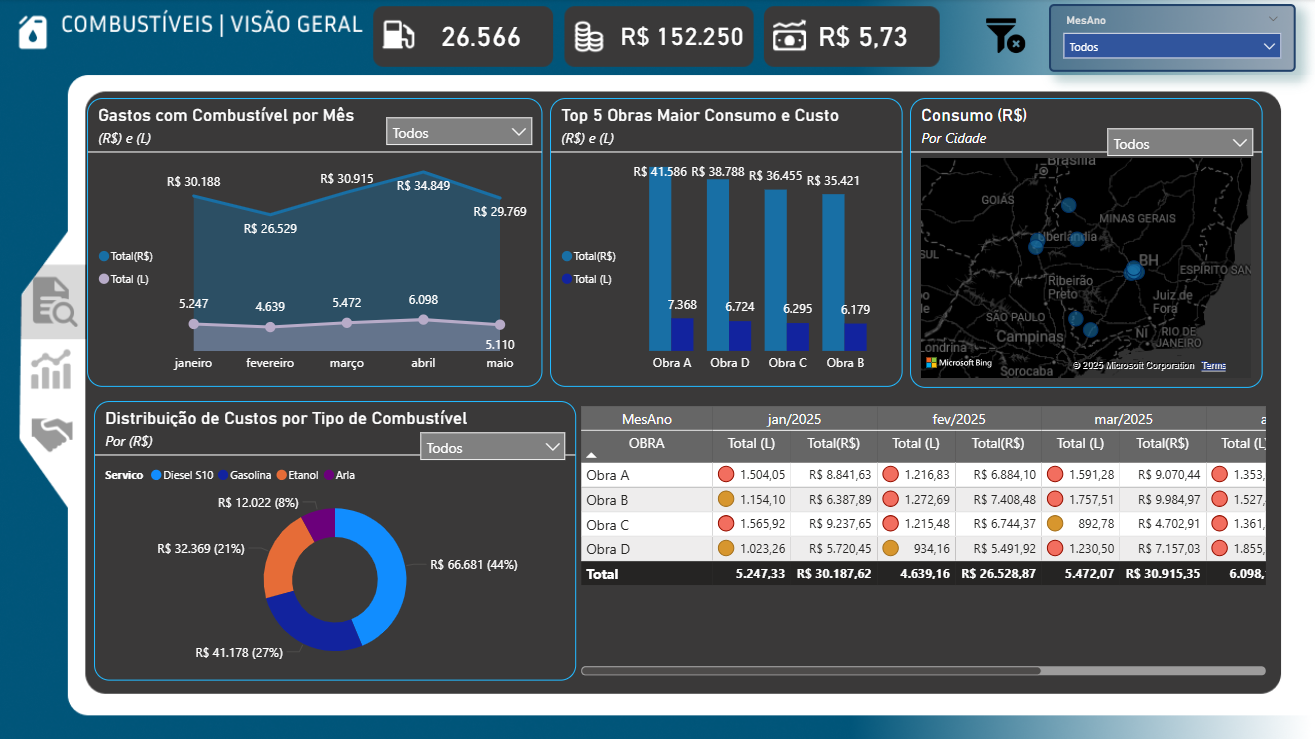 COMBUSTÍVEIS | VISÃO GERAL
26.566
R$ 152.250
R$ 5,73
MesAno
Todos
Gastos com Combustível por Mês
(R$) e (L)
Todos
R$ 30.188
R$ 26.529
R$ 30.915
R$ 34.849
R$ 29.769
Total(R$)
Total (L)
5.247
4.639
5.472
6.098
5.110
janeiro
fevereiro
março
abril
maio
Top 5 Obras Maior Consumo e Custo
(R$) e (L)
R$ 41.586
R$ 38.788
R$ 36.455
R$ 35.421
Total(R$)
Total (L)
7.368
6.724
6.295
6.179
Obra A
Obra D
Obra C
Obra B
Consumo (R$)
Por Cidade
Todos
Brasília
GOIÁS
MINAS GERAIS
Uberlândia
SUL
BH
ESPÍRITO SAN
Ribeirão
Preto
Juiz de
Fora
SÃO PAULO
Campinas
RIO DE
JANEIRO
NI
Londrina
Sorocaba
Microsoft Bing
© 2025 Microsoft Corporation
Terms
Distribuição de Custos por Tipo de Combustível
Por (R$)
Todos
Servico
Diesel S10
Gasolina
Etanol
Arla
R$ 12.022 (8%)
R$ 32.369 (21%)
R$ 66.681 (44%)
R$ 41.178 (27%)
MesAno jan/2025 fev/2025 mar/2025 a
OBRA Total (L) Total(R$) Total (L) Total(R$) Total (L) Total(R$) Total (L)
Obra A 1.504,05 R$ 8.841,63 1.216,83 R$ 6.884,10 1.591,28 R$ 9.070,44 1.353,
Obra B 1.154,10 R$ 6.387,89 1.272,69 R$ 7.408,48 1.757,51 R$ 9.984,97 1.527,
Obra C 1.565,92 R$ 9.237,65 1.215,48 R$ 6.744,37 892,78 R$ 4.702,91 1.361,
Obra D 1.023,26 R$ 5.720,45 934,16 R$ 5.491,92 1.230,50 R$ 7.157,03 1.855,
Total 5.247,33 R$ 30.187,62 4.639,16 R$ 26.528,87 5.472,07 R$ 30.915,35 6.098,